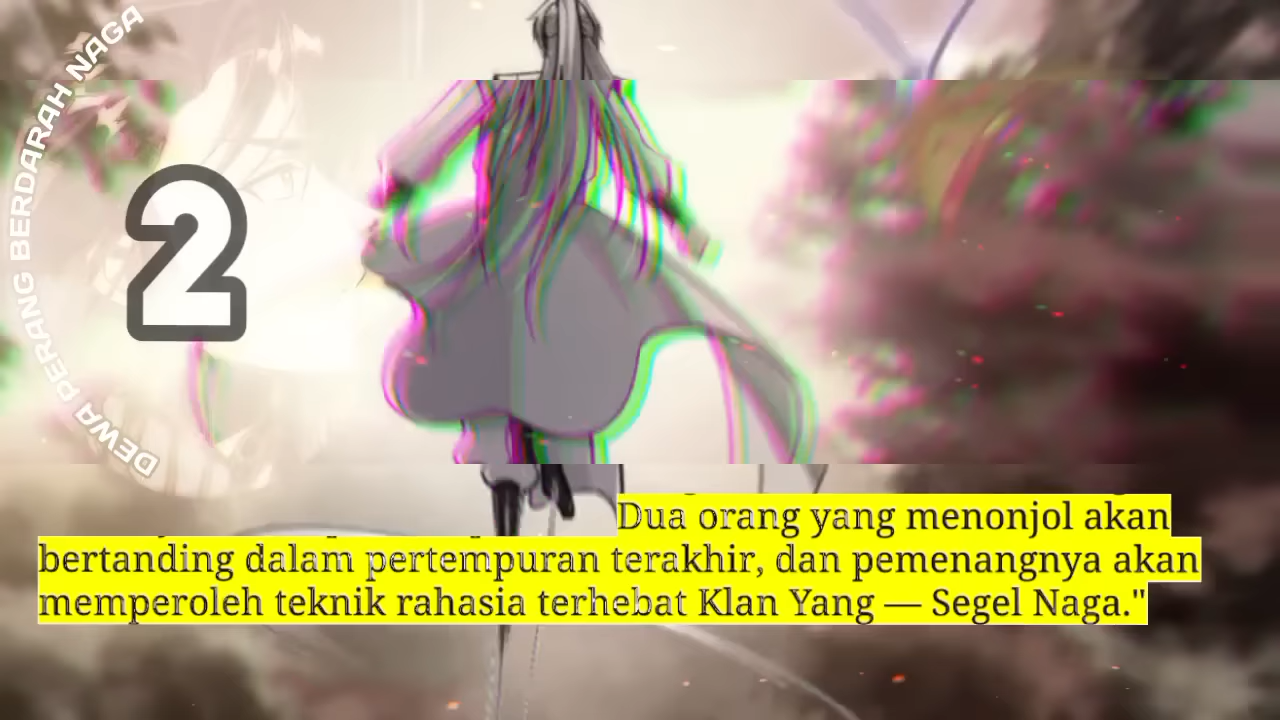 DEWA PERANG BERDARAH NAGA
2
Dua orang yang menonjol akan
bertanding dalam pertempuran terakhir, dan pemenangnya akan
memperoleh teknik rahasia terhebat Klan Yang — Segel Naga."